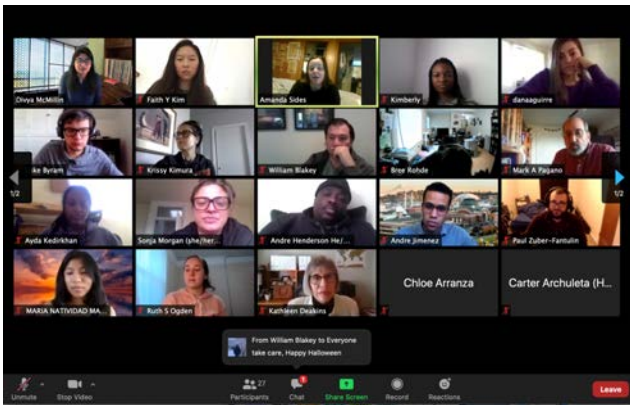 Divya McMillin
Faith Y Kim
Amanda Sides
Kimberly
danaaguirre
ke Byram
Krissy Kimura
William Blakey
Bree Rohde
Mark A Pagano
1/2
1/2
Ayda Kedirkhan
Sonja Morgan (she/her...
Andre Henderson He/...
Andre Jimenez
Paul Zuber-Fantulin
MARIA NATIVIDAD MA...
Ruth S Ogden
Kathleen Deakins
Chloe Arranza
Carter Archuleta (H...
From William Blakey to Everyone
take care, Happy Halloween
Unmute
Stop Video
27
Participants
1
Chat
Share Screen
Record
Reactions
Leave